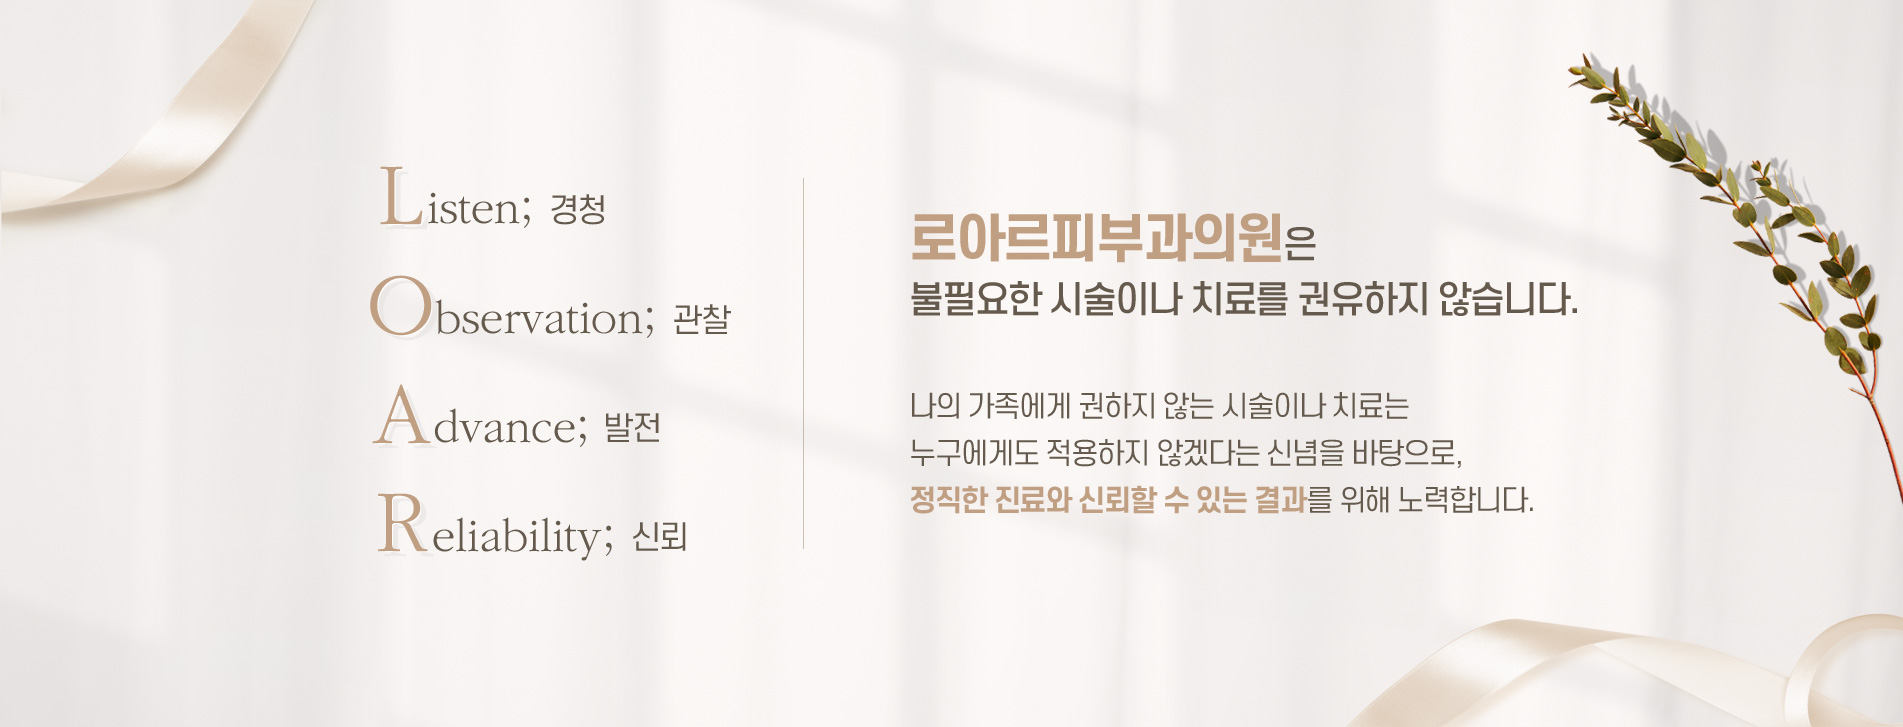 Listen; 경청
Observation; 관찰
Advance; 발전
Reliability; 신뢰
로아르피부과의원은
불필요한 시술이나 치료를 권유하지 않습니다.
나의 가족에게 권하지 않는 시술이나 치료는
누구에게도 적용하지 않겠다는 신념을 바탕으로,
정직한 진료와 신뢰할 수 있는 결과를 위해 노력합니다.